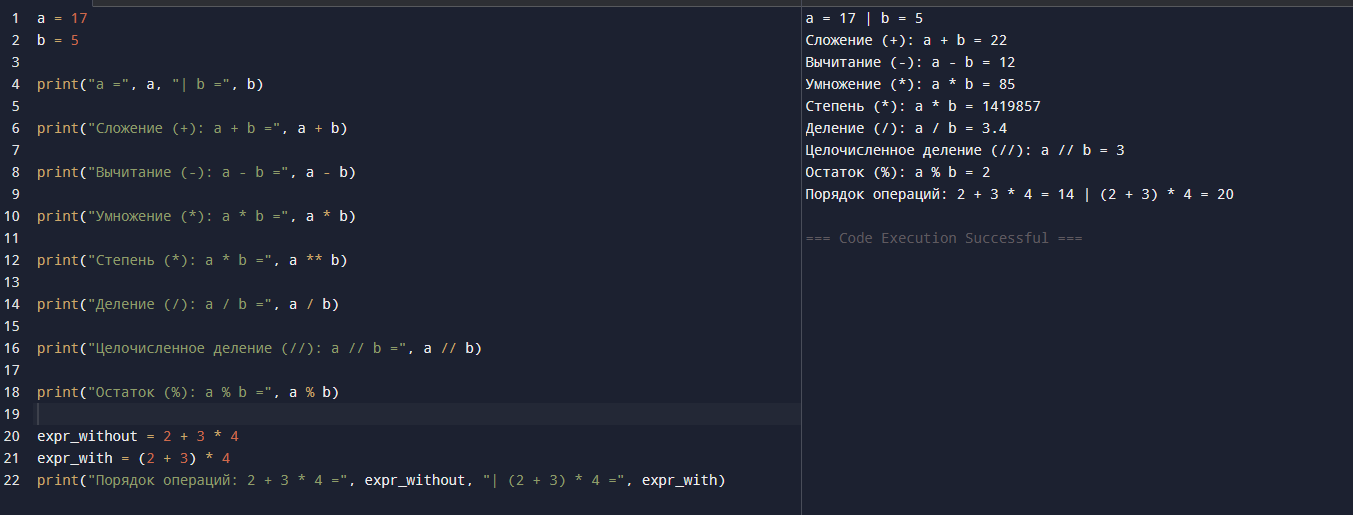 1 a = 17
2 b = 5
3
4 print("a =", a, "| b =", b)
5
6 print("Сложение (+): a + b =", a + b)
7
8 print("Вычитание (-): a - b =", a - b)
9
10 print("Умножение (*): a * b =", a * b)
11
12 print("Степень (*): a * b =", a ** b)
13
14 print("Деление (/): a / b =", a / b)
15
16 print("Целочисленное деление (//): a // b =", a // b)
17
18 print("Остаток (%): a % b =", a % b)
19
20 expr_without = 2 + 3 * 4
21 expr_with = (2 + 3) * 4
22 print("Порядок операций: 2 + 3 * 4 =", expr_without, "| (2 + 3) * 4 =", expr_with)
a = 17 | b = 5
Сложение (+): a + b = 22
Вычитание (-): a - b = 12
Умножение (*): a * b = 85
Степень (*): a * b = 1419857
Деление (/): a / b = 3.4
Целочисленное деление (//): a // b = 3
Остаток (%): a % b = 2
Порядок операций: 2 + 3 * 4 = 14 | (2 + 3) * 4 = 20
=== Code Execution Successful ===